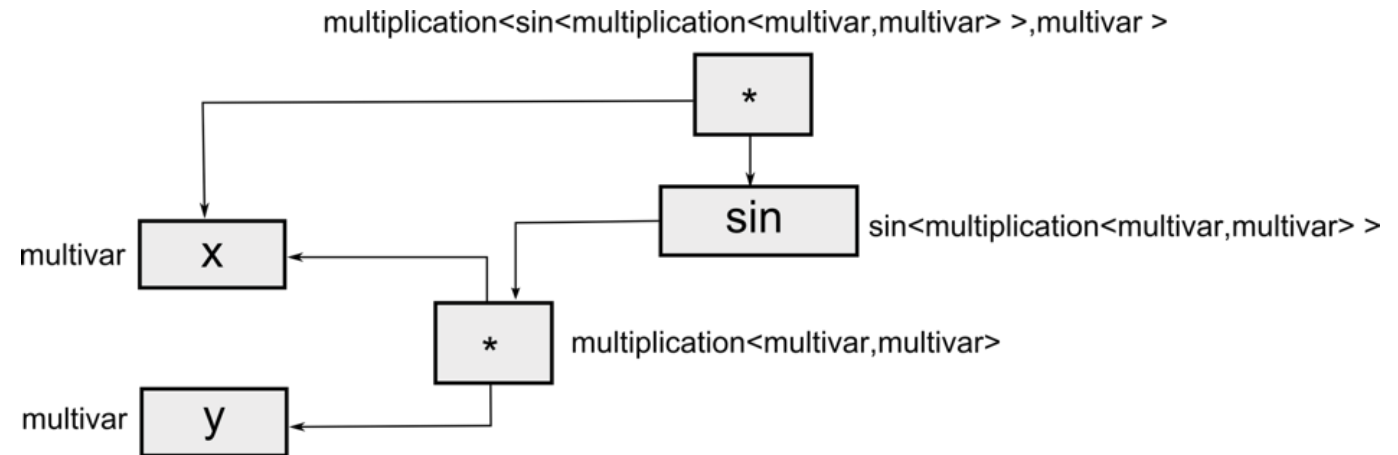 multiplication<sin<multiplication<multivar,multivar> >,multivar >
*
sin
sin<multiplication<multivar,multivar> >
multivar
x
*
multiplication<multivar,multivar>
multivar
y